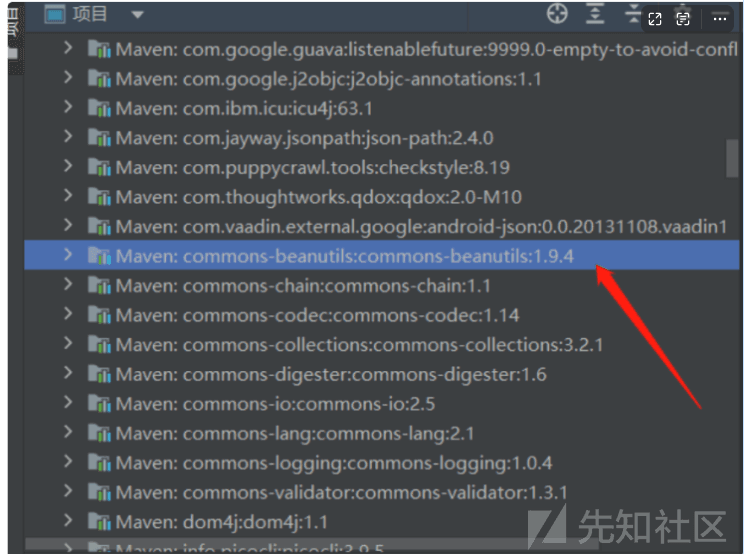 项目
项目
Maven: com.google.guava:listenablefuture:9999.0-empty-to-avoid-confl
Maven: com.google.j2objc:j2objc-annotations:1.1
Maven: com.ibm.icu:icu4j:63.1
Maven: com.jayway.jsonpath:json-path:2.4.0
Maven: com.puppycrawl.tools:checkstyle:8.19
Maven: com.thoughtworks.qdox:qdox:2.0-M10
Maven: com.vaadin.external.google:android-json:0.0.20131108.vaadin1
Maven: commons-beanutils:commons-beanutils:1.9.4
Maven: commons-chain:commons-chain:1.1
Maven: commons-codec:commons-codec:1.14
Maven: commons-collections:commons-collections:3.2.1
Maven: commons-digester:commons-digester:1.6
Maven: commons-io:commons-io:2.5
Maven: commons-lang:commons-lang:2.1
Maven: commons-logging:commons-logging:1.0.4
Maven: commons-validator:commons-validator:1.3.1
Maven: dom4j:dom4j:1.1
Maven: info.picocli:picocli:3.9.5
先知社区